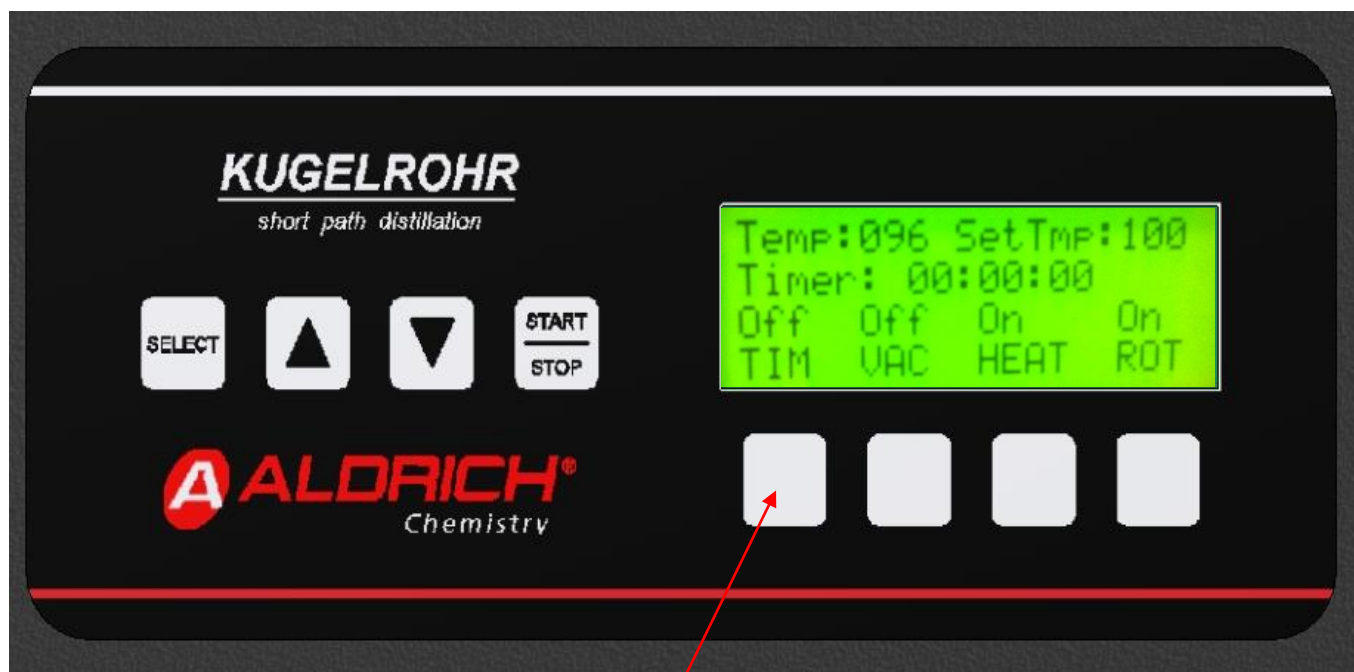 KUGELROHR
short path distillation
SELECT
START
STOP
A ALDRICH®
Chemistry
Temp:096 SetTmp:100
Timer: 00:00:00
Off Off On On
TIM VAC HEAT ROT